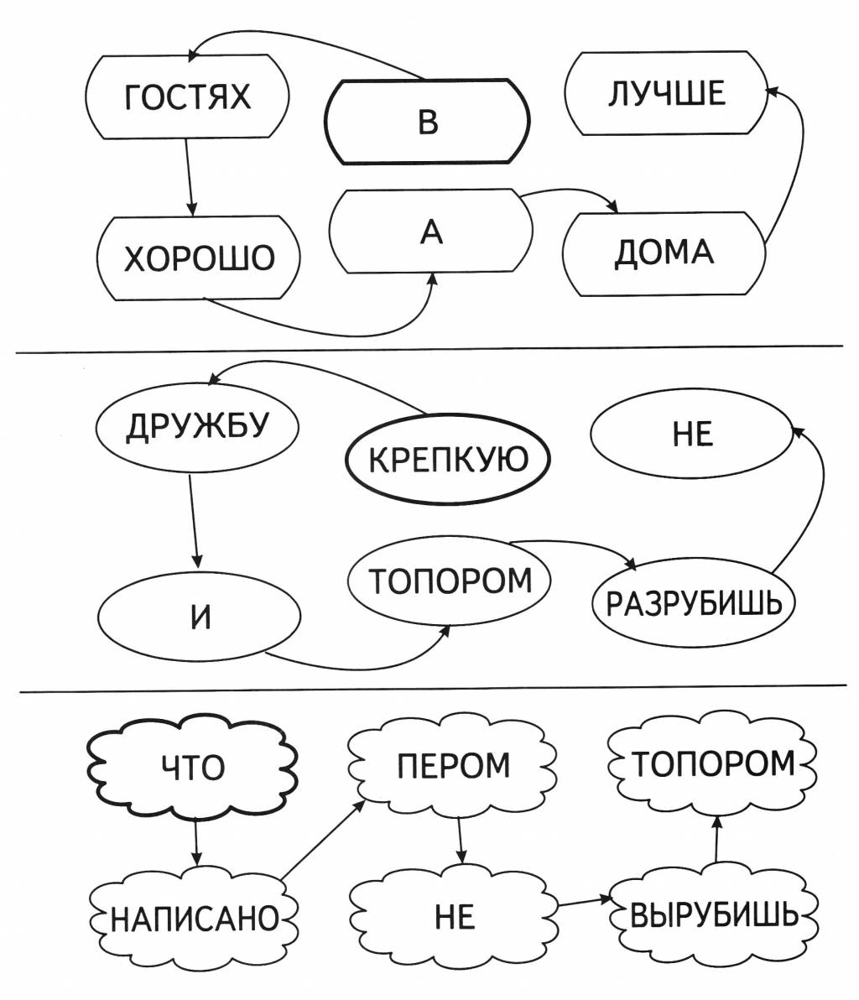 ГОСТЯХ
В
ЛУЧШЕ
ХОРОШО
А
ДОМА
ДРУЖБУ
КРЕПКУЮ
НЕ
И
ТОПОРОМ
РАЗРУБИШЬ
ЧТО
ПЕРОМ
ТОПОРОМ
НАПИСАНО
НЕ
ВЫРУБИШЬ